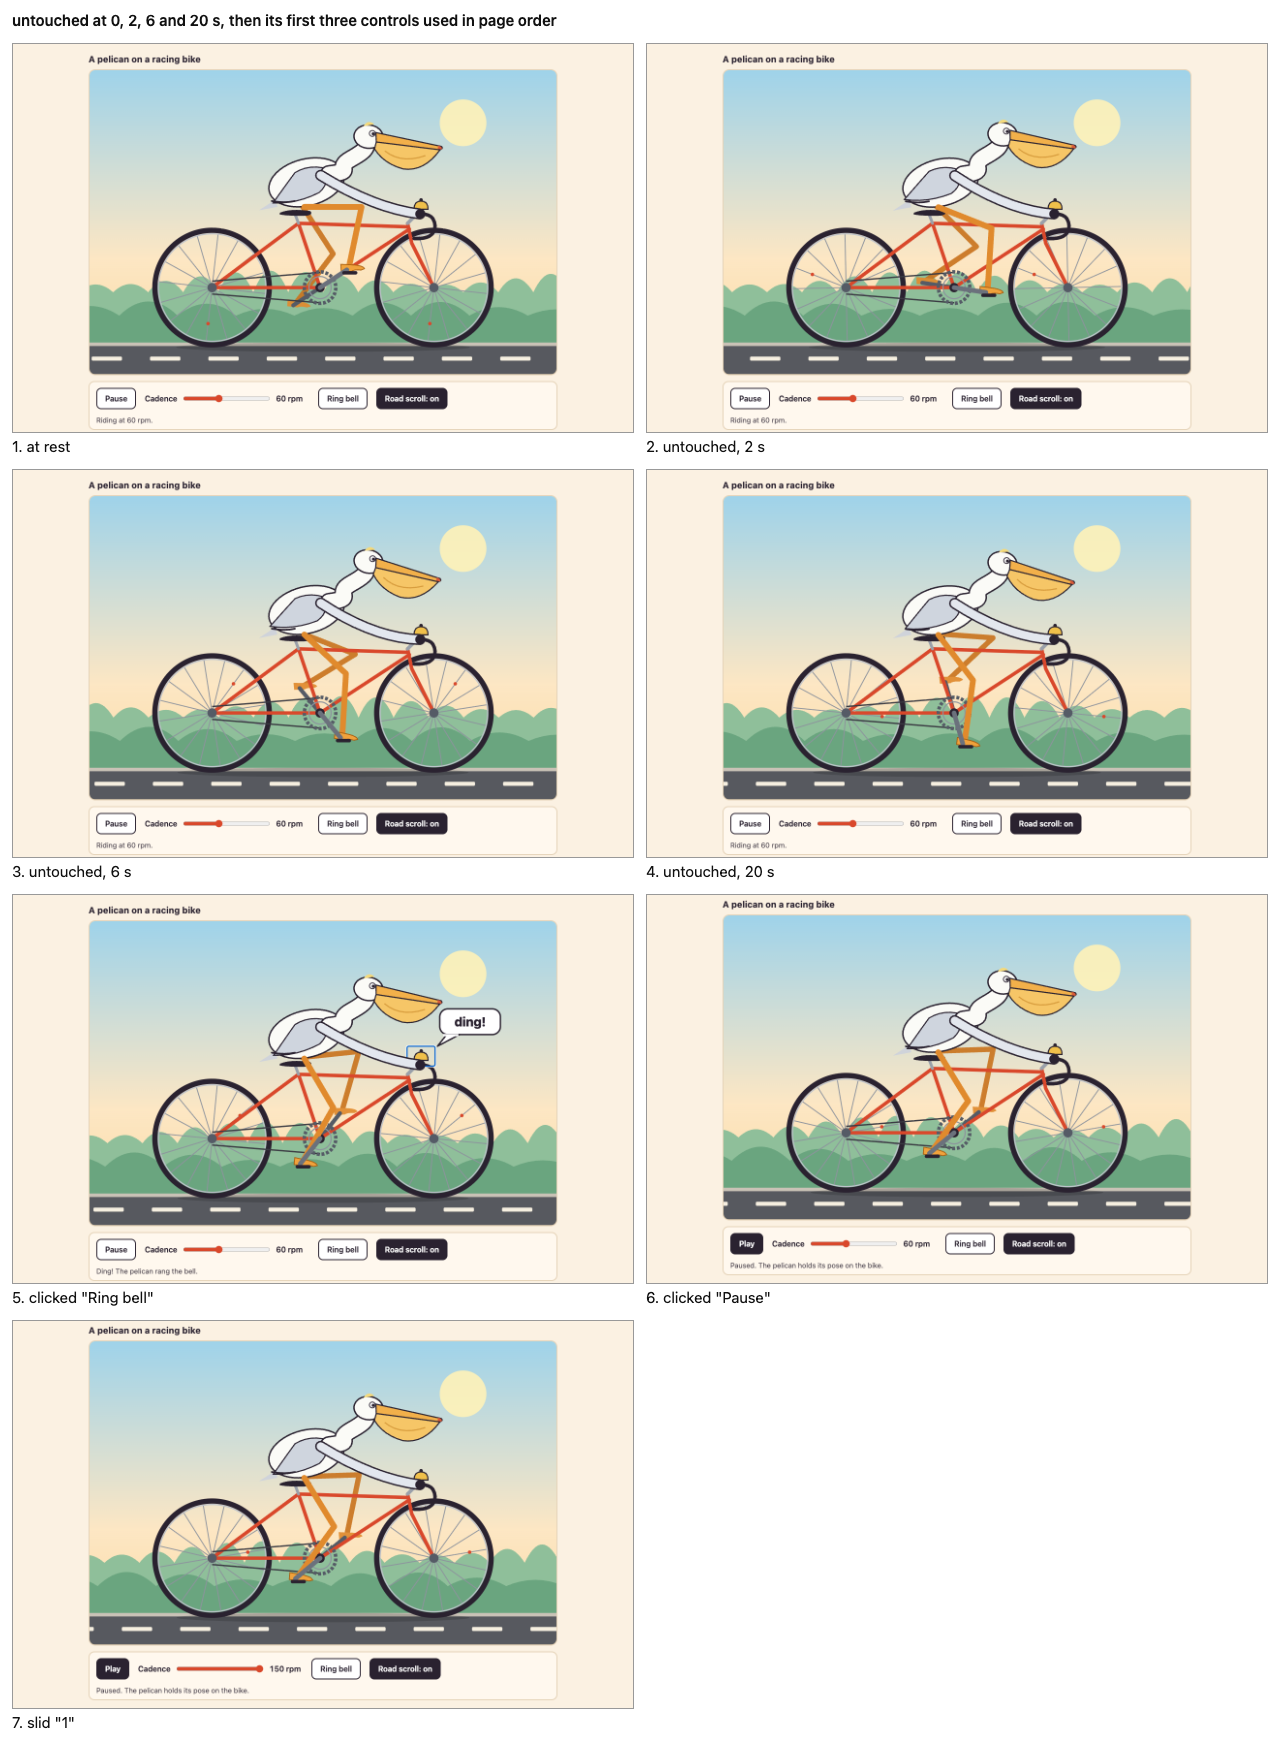 untouched at 0, 2, 6 and 20 s, then its first three controls used in page order
A pelican on a racing bike
Pause Cadence 60 rpm Ring bell Road scroll: on
Riding at 60 rpm.
1. at rest
A pelican on a racing bike
Pause Cadence 60 rpm Ring bell Road scroll: on
Riding at 60 rpm.
2. untouched, 2 s
A pelican on a racing bike
Pause Cadence 60 rpm Ring bell Road scroll: on
Riding at 60 rpm.
3. untouched, 6 s
A pelican on a racing bike
Pause Cadence 60 rpm Ring bell Road scroll: on
Riding at 60 rpm.
4. untouched, 20 s
A pelican on a racing bike
ding!
Pause Cadence 60 rpm Ring bell Road scroll: on
Ding! The pelican rang the bell.
5. clicked "Ring bell"
A pelican on a racing bike
Play Cadence 60 rpm Ring bell Road scroll: on
Paused. The pelican holds its pose on the bike.
6. clicked "Pause"
A pelican on a racing bike
Play Cadence 150 rpm Ring bell Road scroll: on
Paused. The pelican holds its pose on the bike.
7. slid "1"